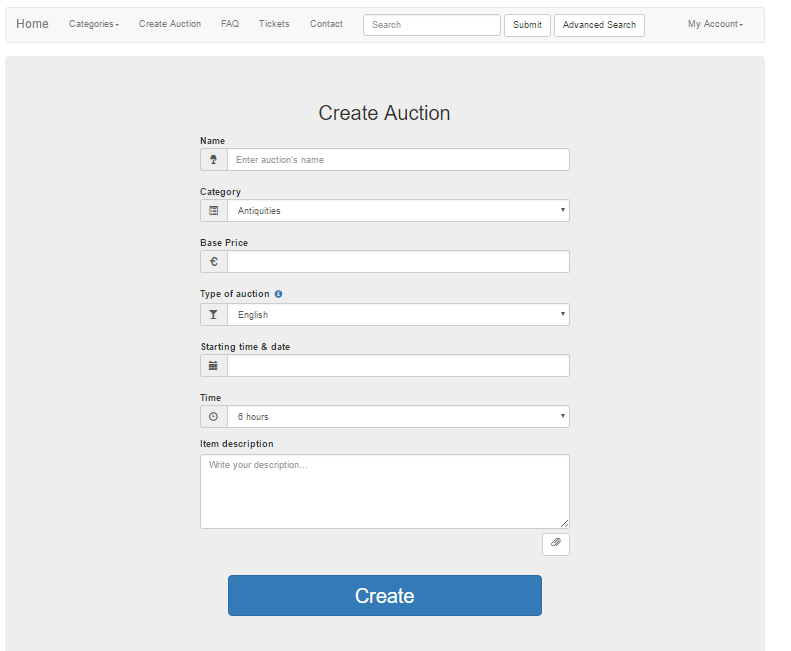 Home Categories Create Auction FAQ Tickets Contact Search Submit Advanced Search My Account
Create Auction
Name
Enter auction's name
Category
Antiquities
Base Price
€
Type of auction
English
Starting time & date
Time
6 hours
Item description
Write your description...
Create